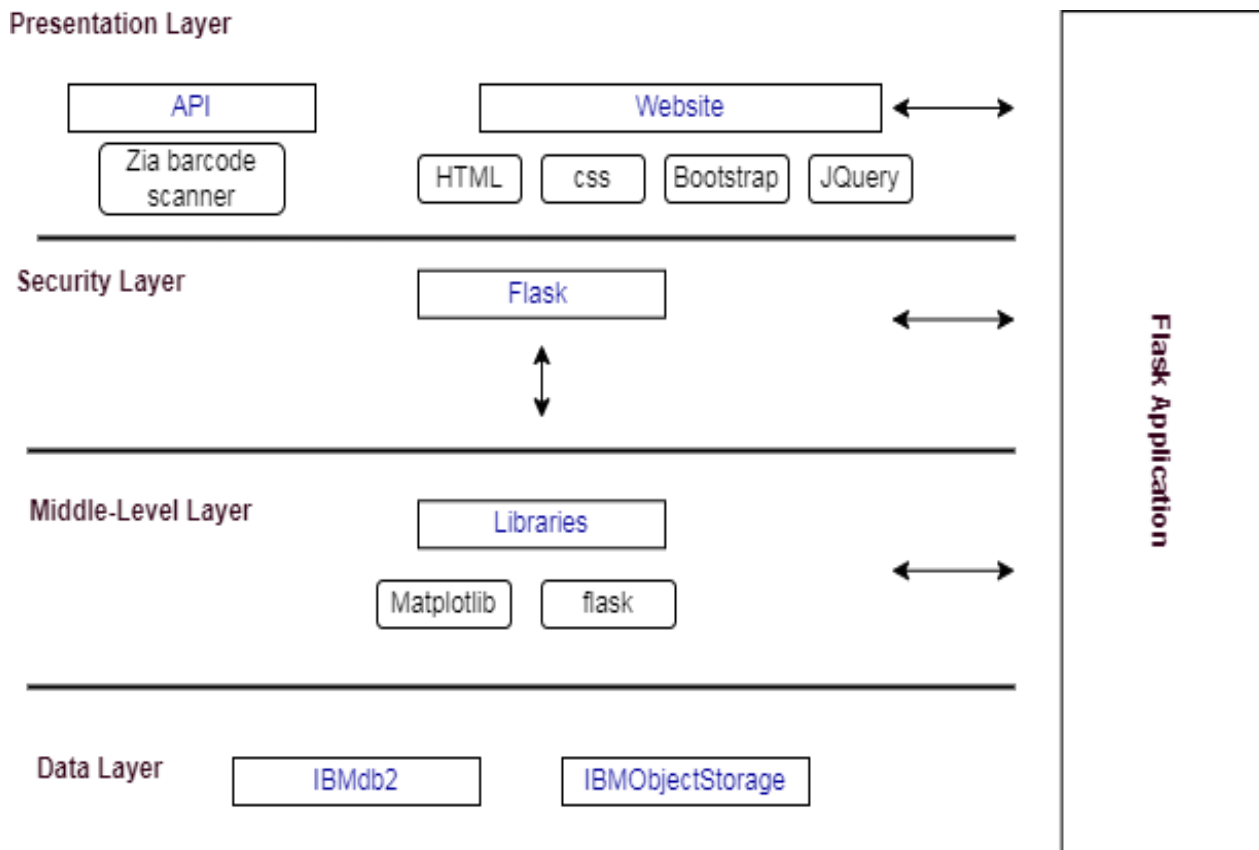 Presentation Layer
API
Website
Zia barcode
scanner
HTML
css
Bootstrap
JQuery
Security Layer
Flask
Middle-Level Layer
Libraries
Matplotlib
flask
Data Layer
IBMdb2
IBMObjectStorage
Flask Application